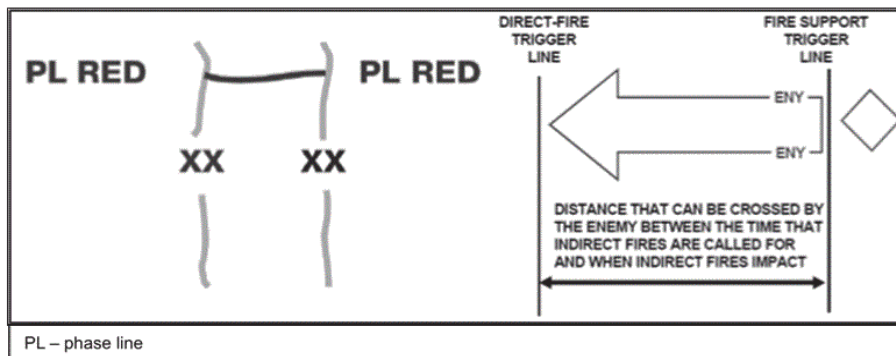 PL RED
PL RED
XX
XX
DIRECT-FIRE
TRIGGER
LINE
FIRE SUPPORT
TRIGGER
LINE
ENY
ENY
DISTANCE THAT CAN BE CROSSED BY
THE ENEMY BETWEEN THE TIME THAT
INDIRECT FIRES ARE CALLED FOR
AND WHEN INDIRECT FIRES IMPACT
PL – phase line